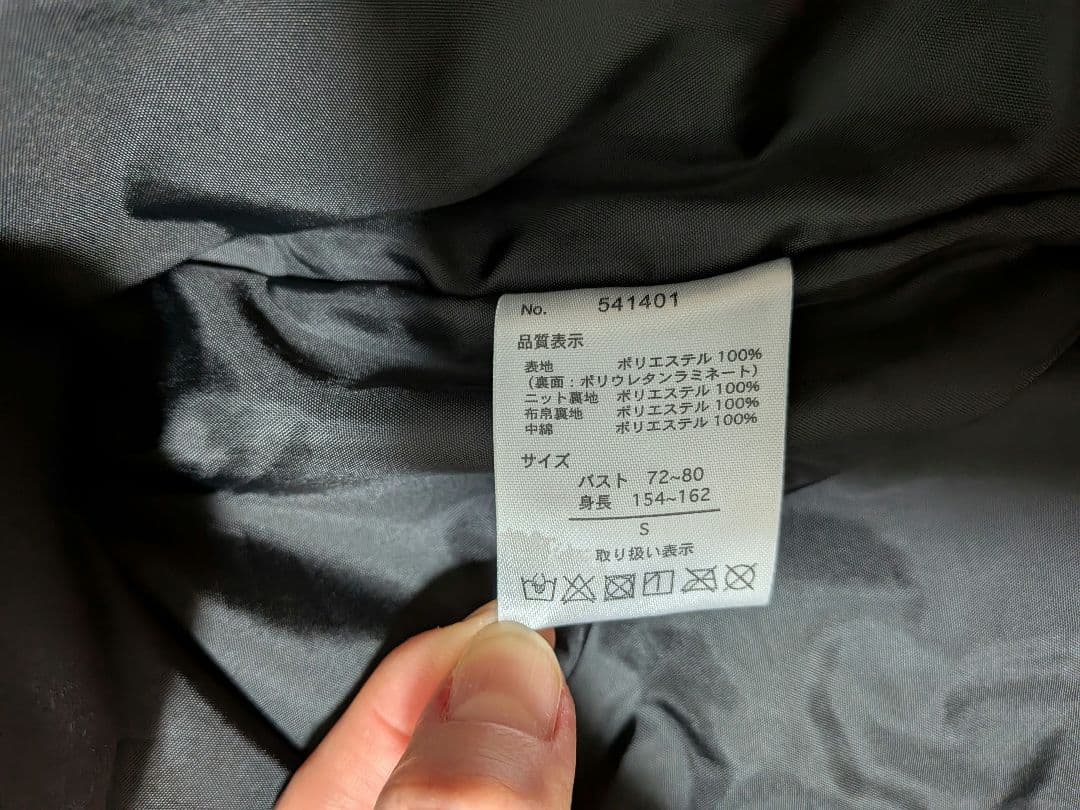 No. 541401
品質表示
表地 ポリエステル 100%
(裏面:ポリウレタンラミネート)
ニット裏地 ポリエステル 100%
布帛裏地 ポリエステル 100%
中綿 ポリエステル 100%
サイズ
バスト 72~80
身長 154~162
S
取り扱い表示